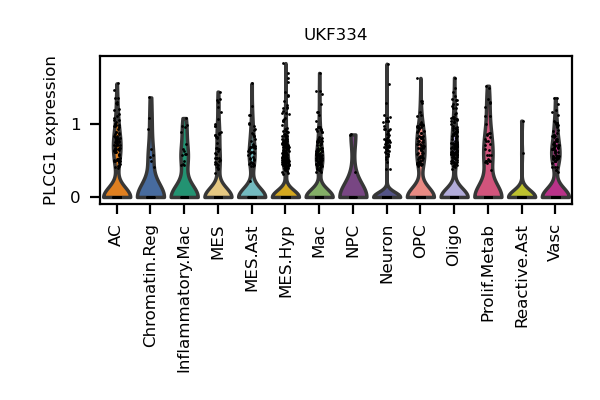 UKF334
PLCG1 expression
1
0
AC
Chromatin.Reg
Inflammatory.Mac
MES
MES.Ast
MES.Hyp
Mac
NPC
Neuron
OPC
Oligo
Prolif.Metab
Reactive.Ast
Vasc